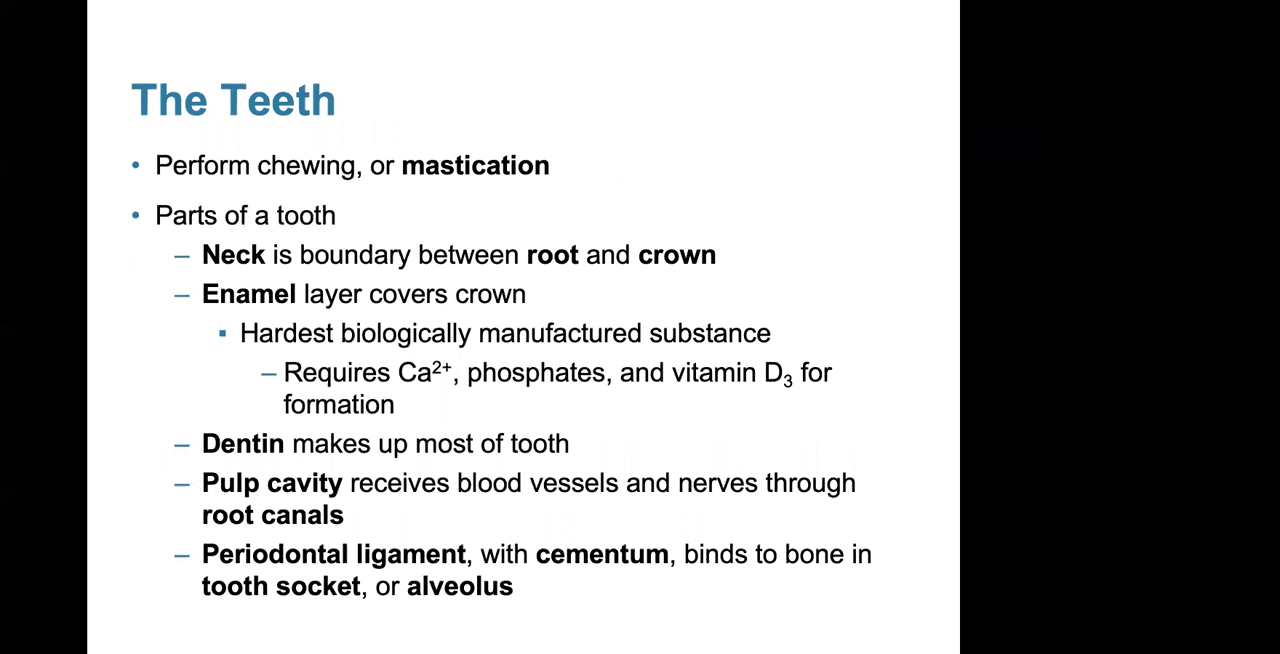 The Teeth
• Perform chewing, or mastication
• Parts of a tooth
– Neck is boundary between root and crown
– Enamel layer covers crown
▪ Hardest biologically manufactured substance
– Requires Ca²⁺, phosphates, and vitamin D₃ for
formation
– Dentin makes up most of tooth
– Pulp cavity receives blood vessels and nerves through
root canals
– Periodontal ligament, with cementum, binds to bone in
tooth socket, or alveolus